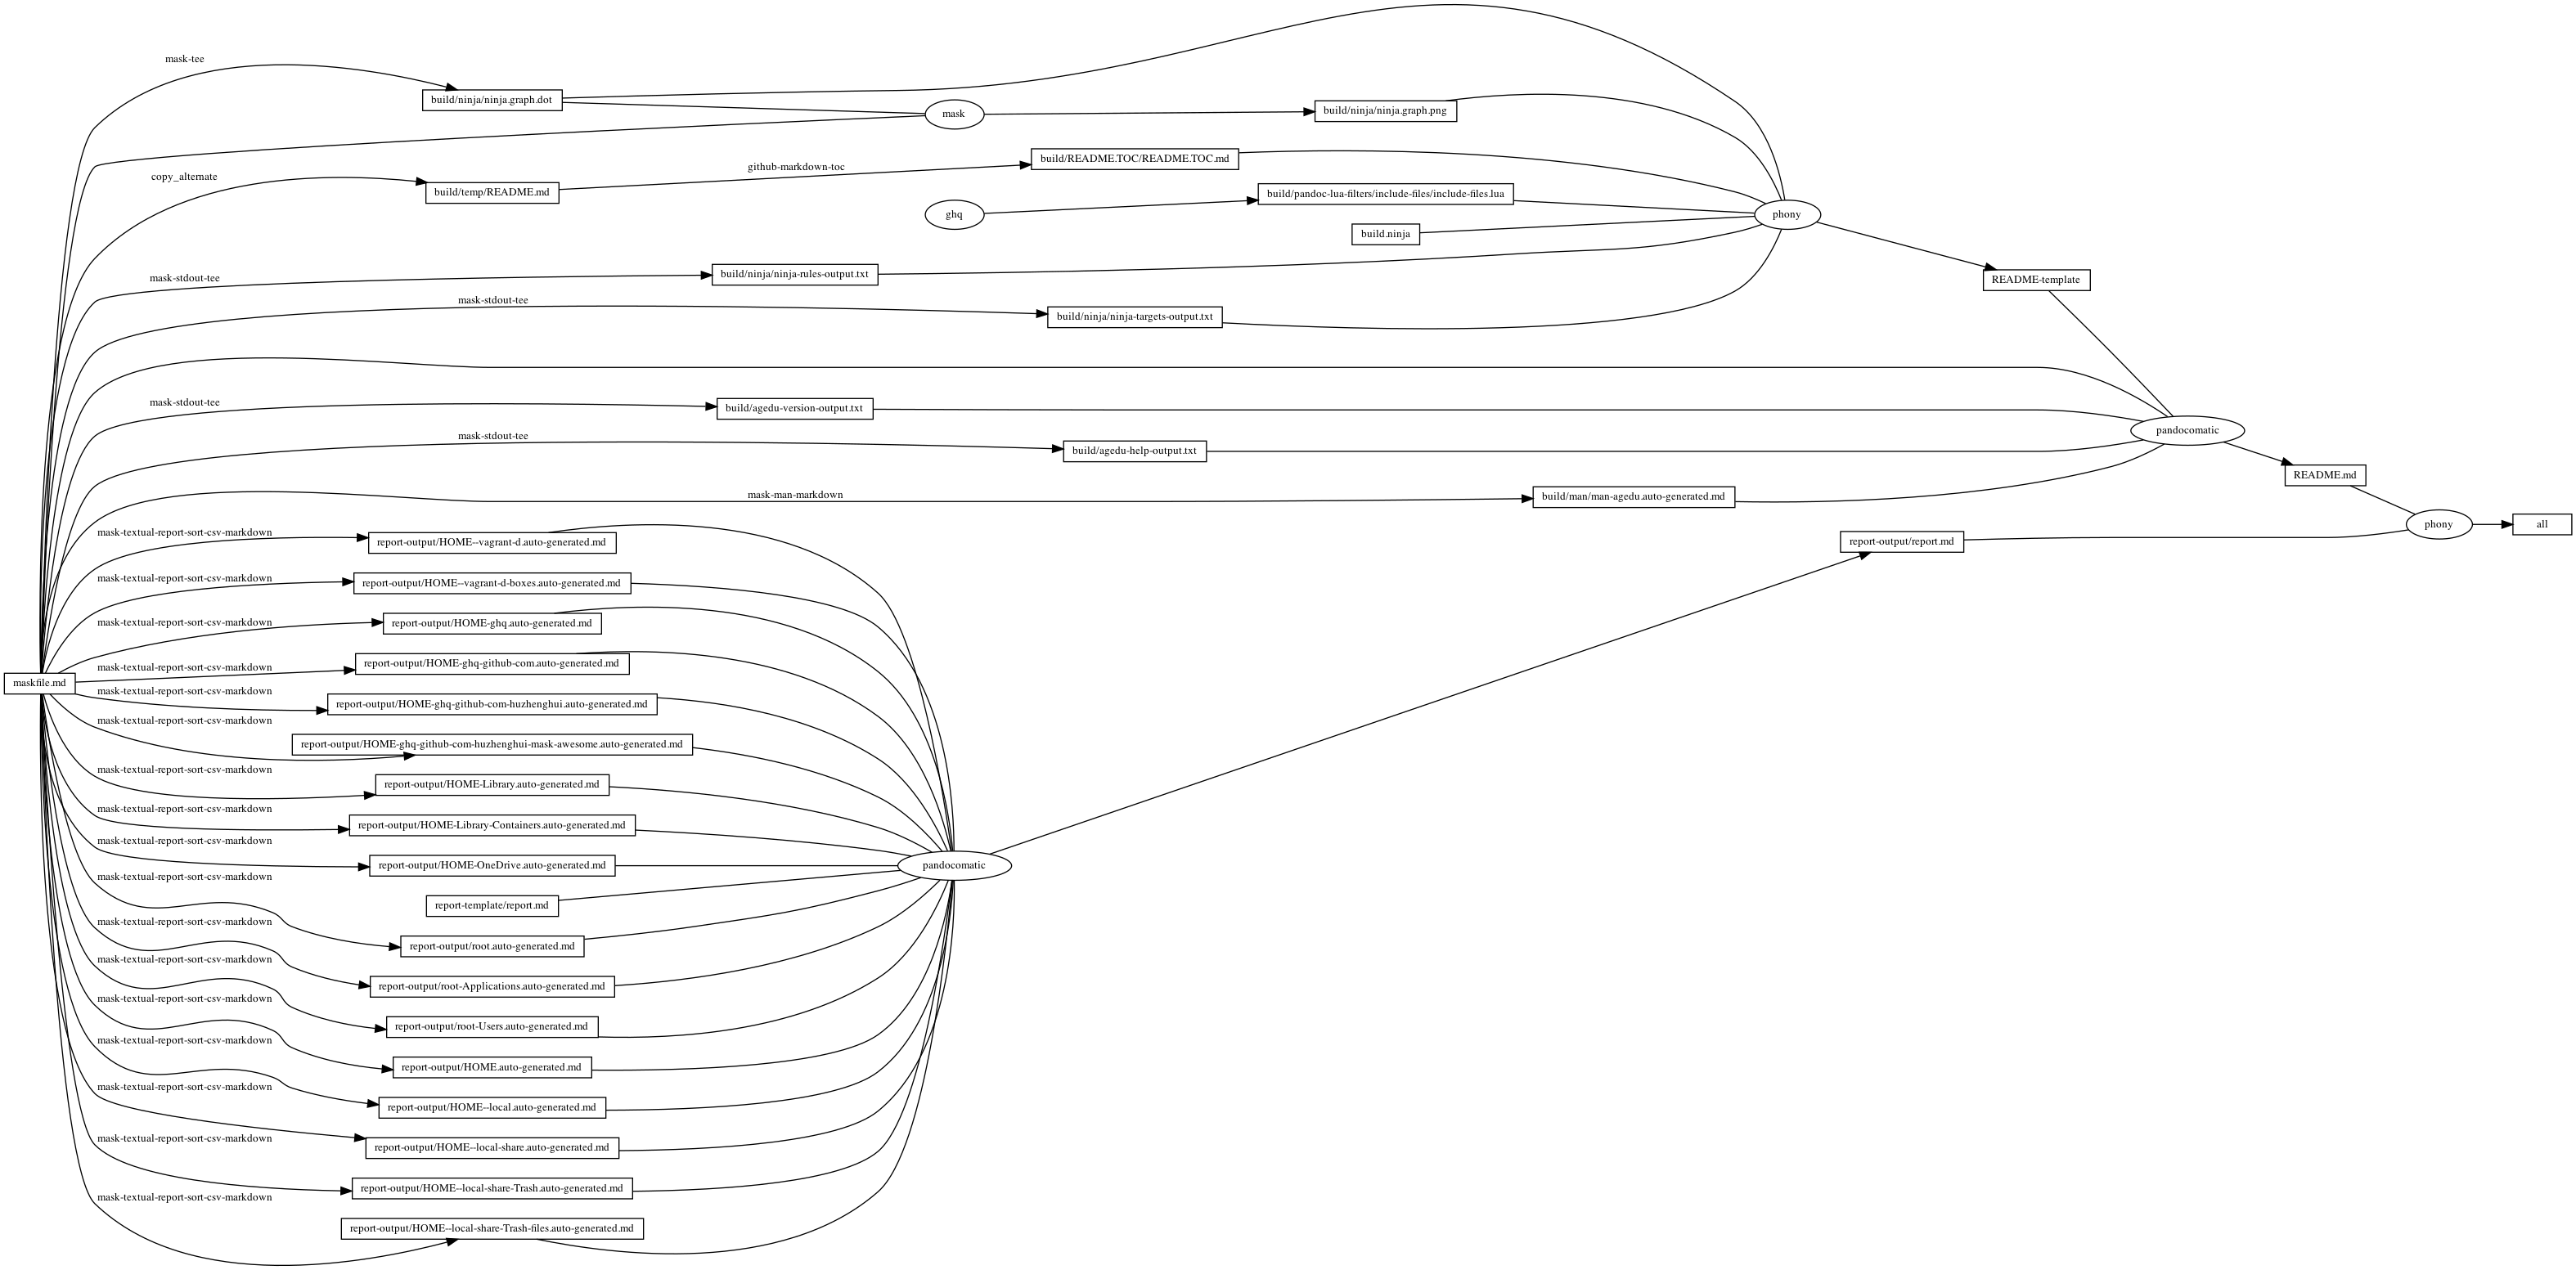 mask-tee
build/ninja/ninja.graph.dot
mask
build/ninja/ninja.graph.png
copy_alternate
build/temp/README.md
github-markdown-toc
build/README.TOC/README.TOC.md
ghq
build/pandoc-lua-filters/include-files/include-files.lua
phony
build.ninja
mask-stdout-tee
build/ninja/ninja-rules-output.txt
README-template
mask-stdout-tee
build/ninja/ninja-targets-output.txt
mask-stdout-tee
build/agedu-version-output.txt
pandocomatic
mask-stdout-tee
build/agedu-help-output.txt
README.md
mask-man-markdown
build/man/man-agedu.auto-generated.md
phony
all
mask-textual-report-sort-csv-markdown
report-output/HOME--vagrant-d.auto-generated.md
report-output/report.md
mask-textual-report-sort-csv-markdown
report-output/HOME--vagrant-d-boxes.auto-generated.md
mask-textual-report-sort-csv-markdown
report-output/HOME-ghq.auto-generated.md
mask-textual-report-sort-csv-markdown
report-output/HOME-ghq-github-com.auto-generated.md
maskfile.md
mask-textual-report-sort-csv-markdown
report-output/HOME-ghq-github-com-huzhenghui.auto-generated.md
mask-textual-report-sort-csv-markdown
report-output/HOME-ghq-github-com-huzhenghui-mask-awesome.auto-generated.md
mask-textual-report-sort-csv-markdown
report-output/HOME-Library.auto-generated.md
mask-textual-report-sort-csv-markdown
report-output/HOME-Library-Containers.auto-generated.md
mask-textual-report-sort-csv-markdown
report-output/HOME-OneDrive.auto-generated.md
pandocomatic
mask-textual-report-sort-csv-markdown
report-template/report.md
mask-textual-report-sort-csv-markdown
report-output/root.auto-generated.md
mask-textual-report-sort-csv-markdown
report-output/root-Applications.auto-generated.md
mask-textual-report-sort-csv-markdown
report-output/root-Users.auto-generated.md
mask-textual-report-sort-csv-markdown
report-output/HOME.auto-generated.md
mask-textual-report-sort-csv-markdown
report-output/HOME--local.auto-generated.md
mask-textual-report-sort-csv-markdown
report-output/HOME--local-share.auto-generated.md
report-output/HOME--local-share-Trash.auto-generated.md
mask-textual-report-sort-csv-markdown
report-output/HOME--local-share-Trash-files.auto-generated.md